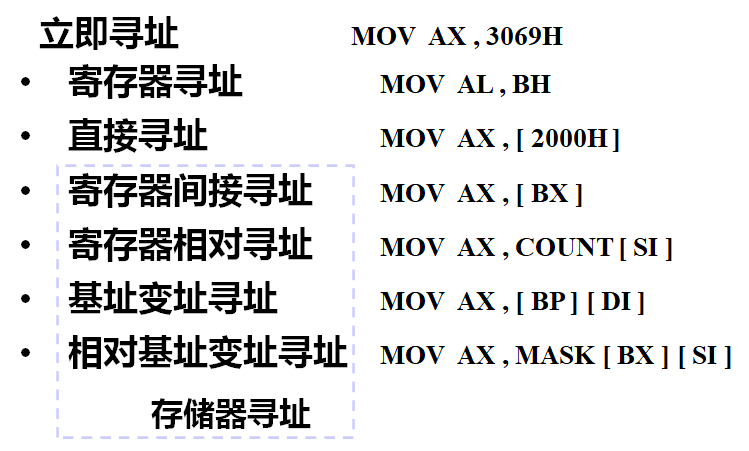 立即寻址 MOV AX , 3069H
• 寄存器寻址 MOV AL , BH
• 直接寻址 MOV AX , [ 2000H ]
• 寄存器间接寻址 MOV AX , [ BX ]
• 寄存器相对寻址 MOV AX , COUNT [ SI ]
• 基址变址寻址 MOV AX , [ BP ] [ DI ]
• 相对基址变址寻址 MOV AX , MASK [ BX ] [ SI ]
存储器寻址